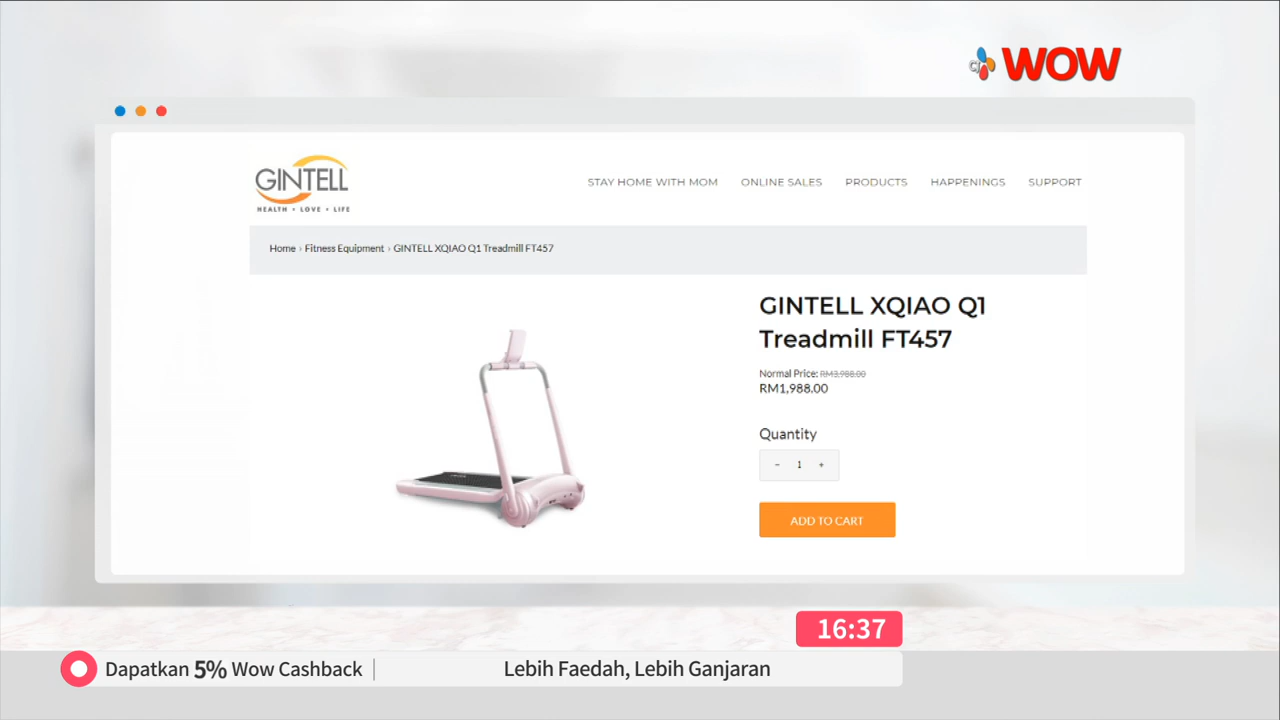 CJ WOW
GINTELL
HEALTH • LOVE • LIFE
STAY HOME WITH MOM ONLINE SALES PRODUCTS HAPPENINGS SUPPORT
Home › Fitness Equipment › GINTELL XQIAO Q1 Treadmill FT457
GINTELL XQIAO Q1
Treadmill FT457
Normal Price: RM3,988.00
RM1,988.00
Quantity
- 1 +
ADD TO CART
16:37
Dapatkan 5% Wow Cashback | Lebih Faedah, Lebih Ganjaran